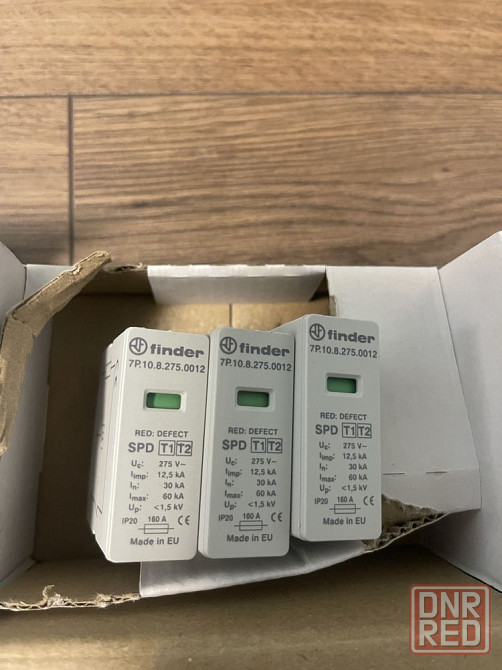 finder
7P.10.8.275.0012
RED: DEFECT
SPD T1 T2
Uc: 275 V~
Iimp: 12,5 kA
In: 30 kA
Imax: 60 kA
Up: <1,5 kV
IP20 160 A CE
Made in EU
finder
7P.10.8.275.0012
RED: DEFECT
SPD T1 T2
Uc: 275 V~
Iimp: 12,5 kA
In: 30 kA
Imax: 60 kA
Up: <1,5 kV
IP20 160 A CE
Made in EU
finder
7P.10.8.275.0012
RED: DEFECT
SPD T1 T2
Uc: 275 V~
Iimp: 12,5 kA
In: 30 kA
Imax: 60 kA
Up: <1,5 kV
IP20 160 A CE
Made in EU
DNR
RED